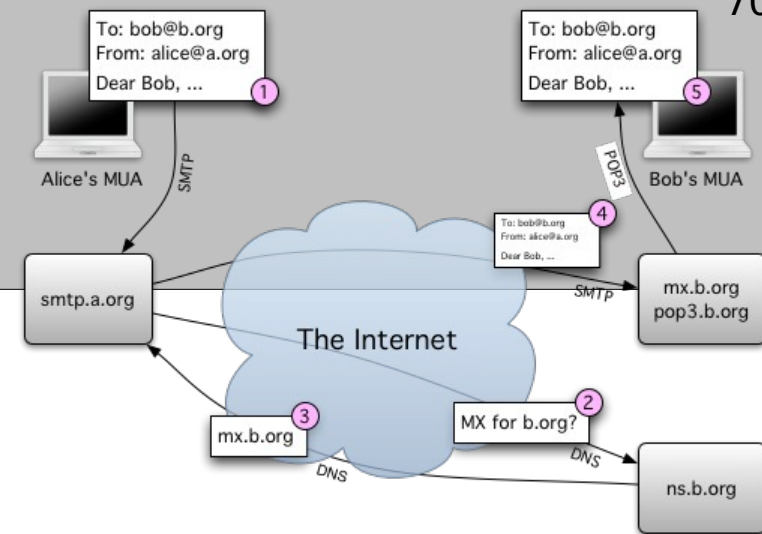 70
To: bob@b.org
From: alice@a.org
Dear Bob, ...
1
Alice's MUA
SMTP
To: bob@b.org
From: alice@a.org
Dear Bob, ...
5
Bob's MUA
POP3
To: bob@b.org
From: alice@a.org
Dear Bob, ...
4
SMTP
smtp.a.org
mx.b.org
pop3.b.org
The Internet
MX for b.org?
2
DNS
mx.b.org
3
DNS
ns.b.org